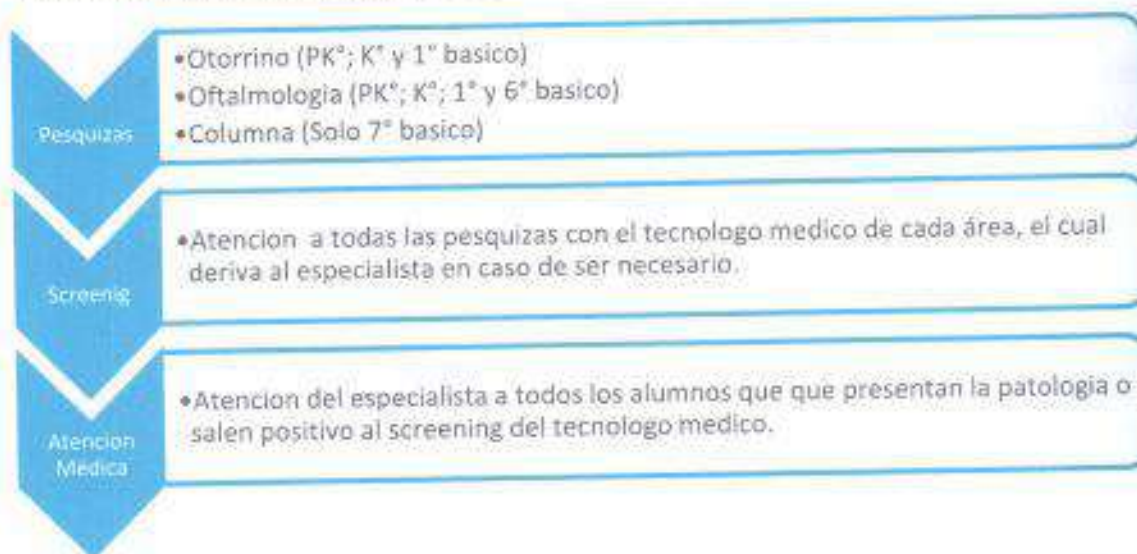 Pesquizas
•Otorrino (PK°; K° y 1° basico)
•Oftalmologia (PK°; K°; 1° y 6° basico)
•Columna (Solo 7° basico)
Screenig
•Atencion a todas las pesquizas con el tecnologo medico de cada área, el cual
deriva al especialista en caso de ser necesario.
Atencion
Medica
•Atencion del especialista a todos los alumnos que que presentan la patologia o
salen positivo al screening del tecnologo medico.